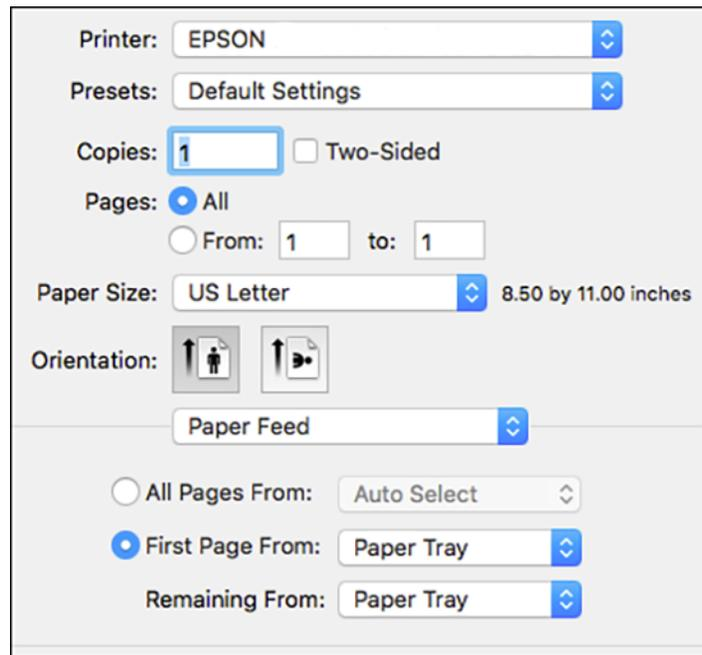 Printer: EPSON
Presets: Default Settings
Copies: 1 Two-Sided
Pages: All
From: 1 to: 1
Paper Size: US Letter 8.50 by 11.00 inches
Orientation:
Paper Feed
All Pages From: Auto Select
First Page From: Paper Tray
Remaining From: Paper Tray